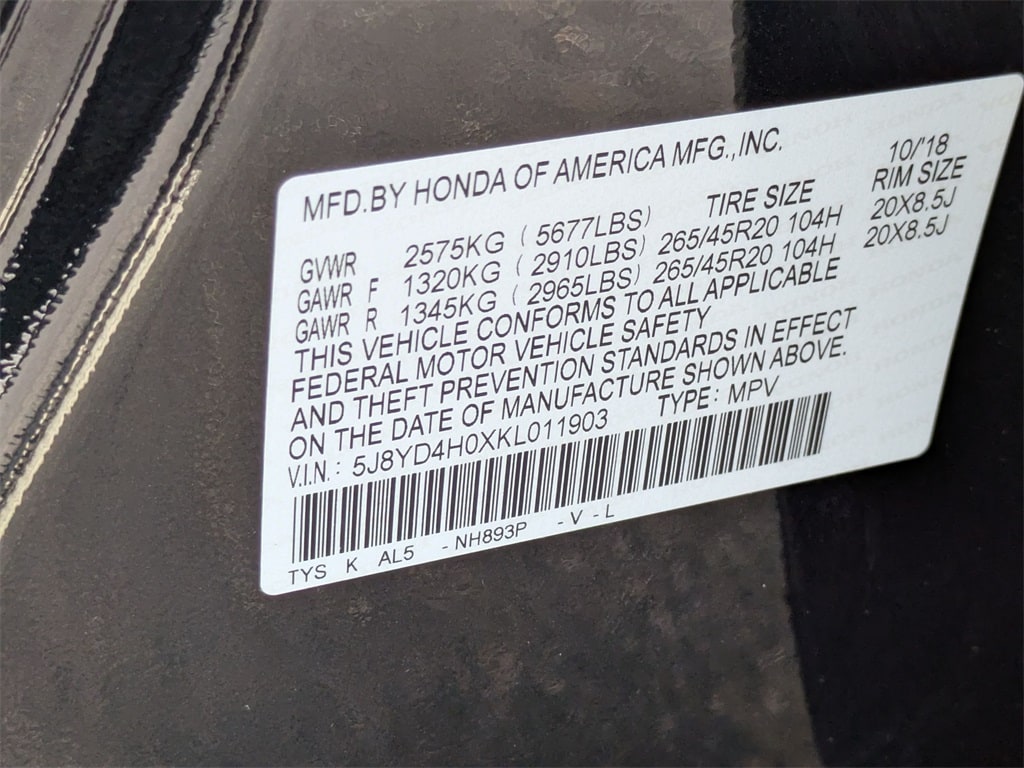 MFD.BY HONDA OF AMERICA MFG.,INC. 10/'18
TIRE SIZE RIM SIZE
GVWR 2575KG ( 5677LBS)
GAWR F 1320KG ( 2910LBS) 265/45R20 104H 20X8.5J
GAWR R 1345KG ( 2965LBS) 265/45R20 104H 20X8.5J
THIS VEHICLE CONFORMS TO ALL APPLICABLE
FEDERAL MOTOR VEHICLE SAFETY
AND THEFT PREVENTION STANDARDS IN EFFECT
ON THE DATE OF MANUFACTURE SHOWN ABOVE.
V.I.N.: 5J8YD4H0XKL011903 TYPE: MPV
TYS K AL5 -NH893P -V-L